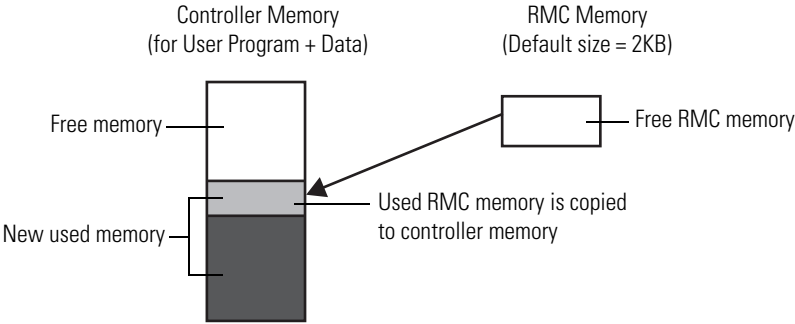 Controller Memory
(for User Program + Data)
RMC Memory
(Default size = 2KB)
Free memory
Free RMC memory
Used RMC memory is copied
to controller memory
New used memory